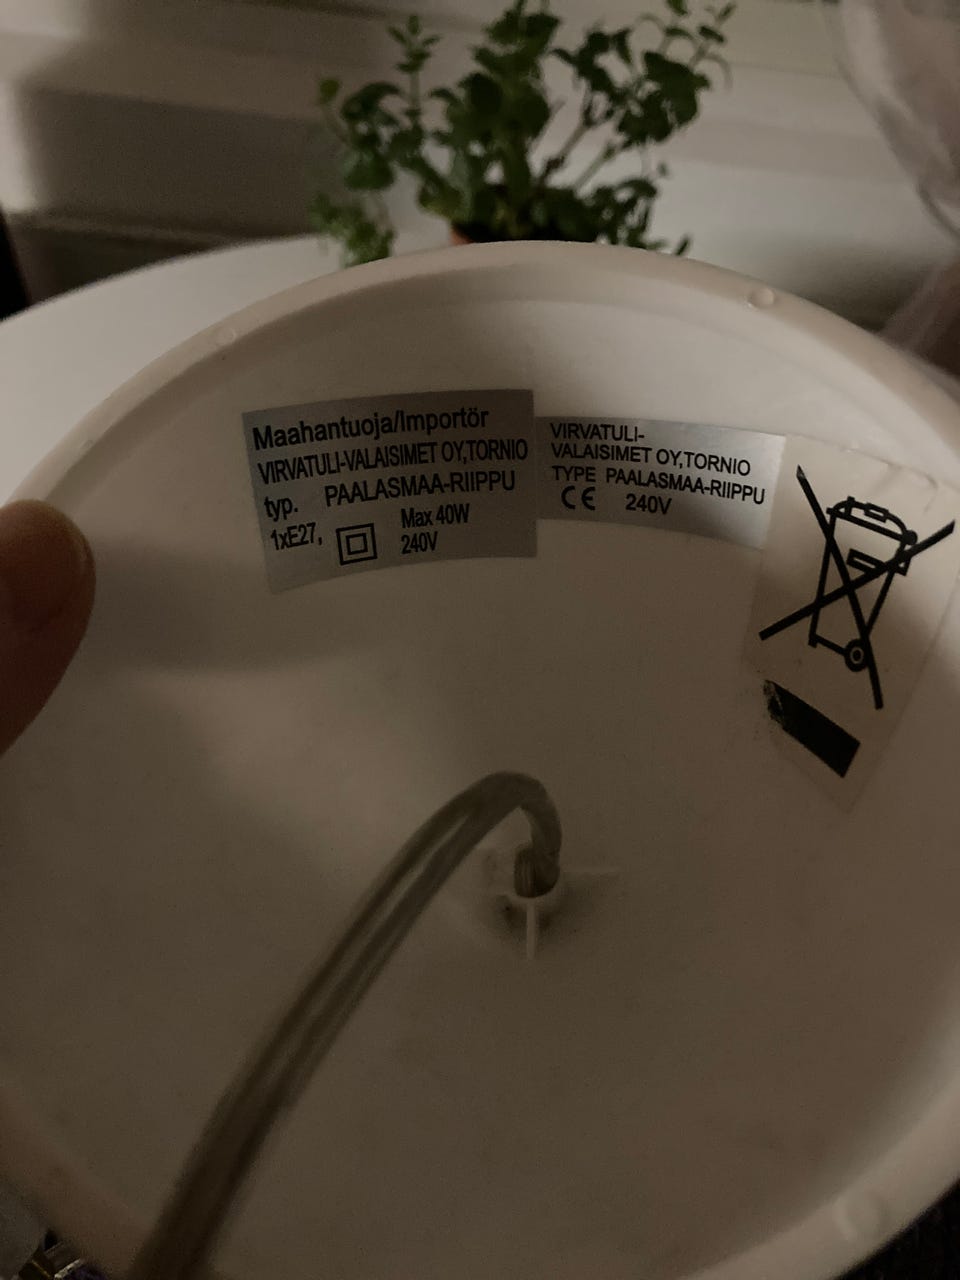 Maahantuoja/Importör
VIRVATULI-VALAISIMET OY,TORNIO
typ. PAALASMAA-RIIPPU
1xE27, Max 40W
240V
VIRVATULI-
VALAISIMET OY,TORNIO
TYPE PAALASMAA-RIIPPU
CE 240V